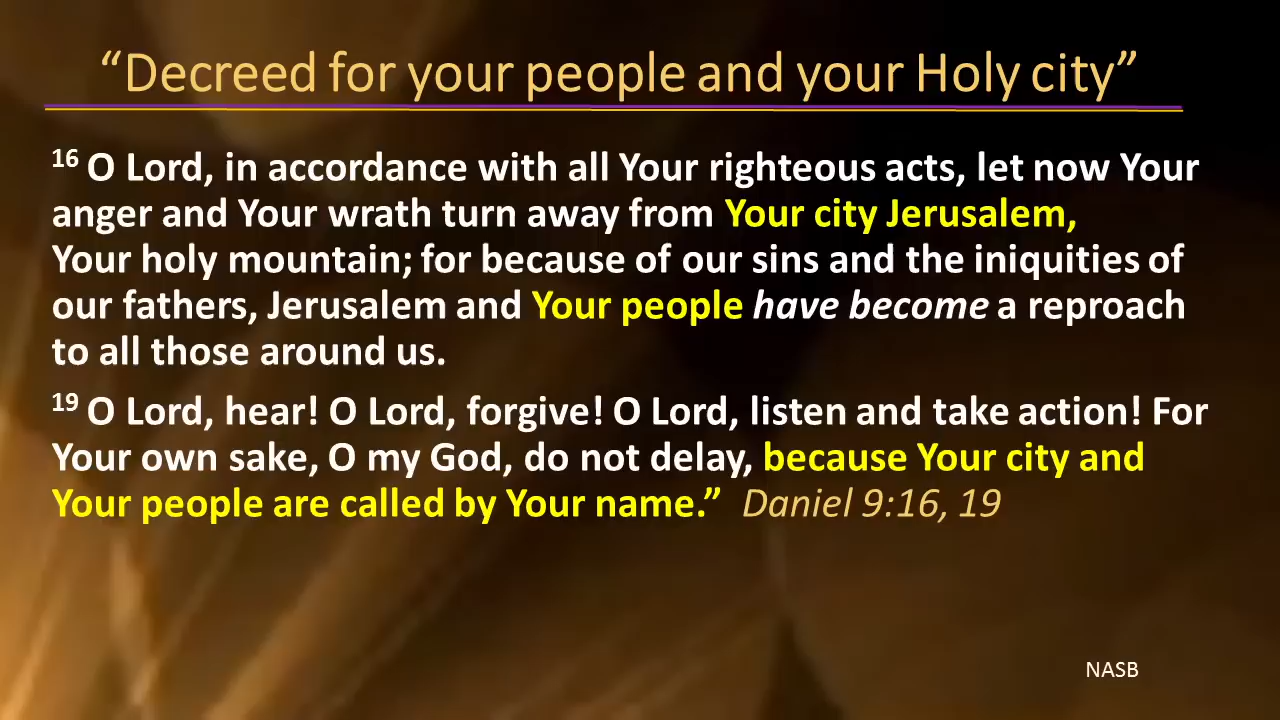 “Decreed for your people and your Holy city”
16 O Lord, in accordance with all Your righteous acts, let now Your
anger and Your wrath turn away from Your city Jerusalem,
Your holy mountain; for because of our sins and the iniquities of
our fathers, Jerusalem and Your people have become a reproach
to all those around us.
19 O Lord, hear! O Lord, forgive! O Lord, listen and take action! For
Your own sake, O my God, do not delay, because Your city and
Your people are called by Your name.” Daniel 9:16, 19
NASB